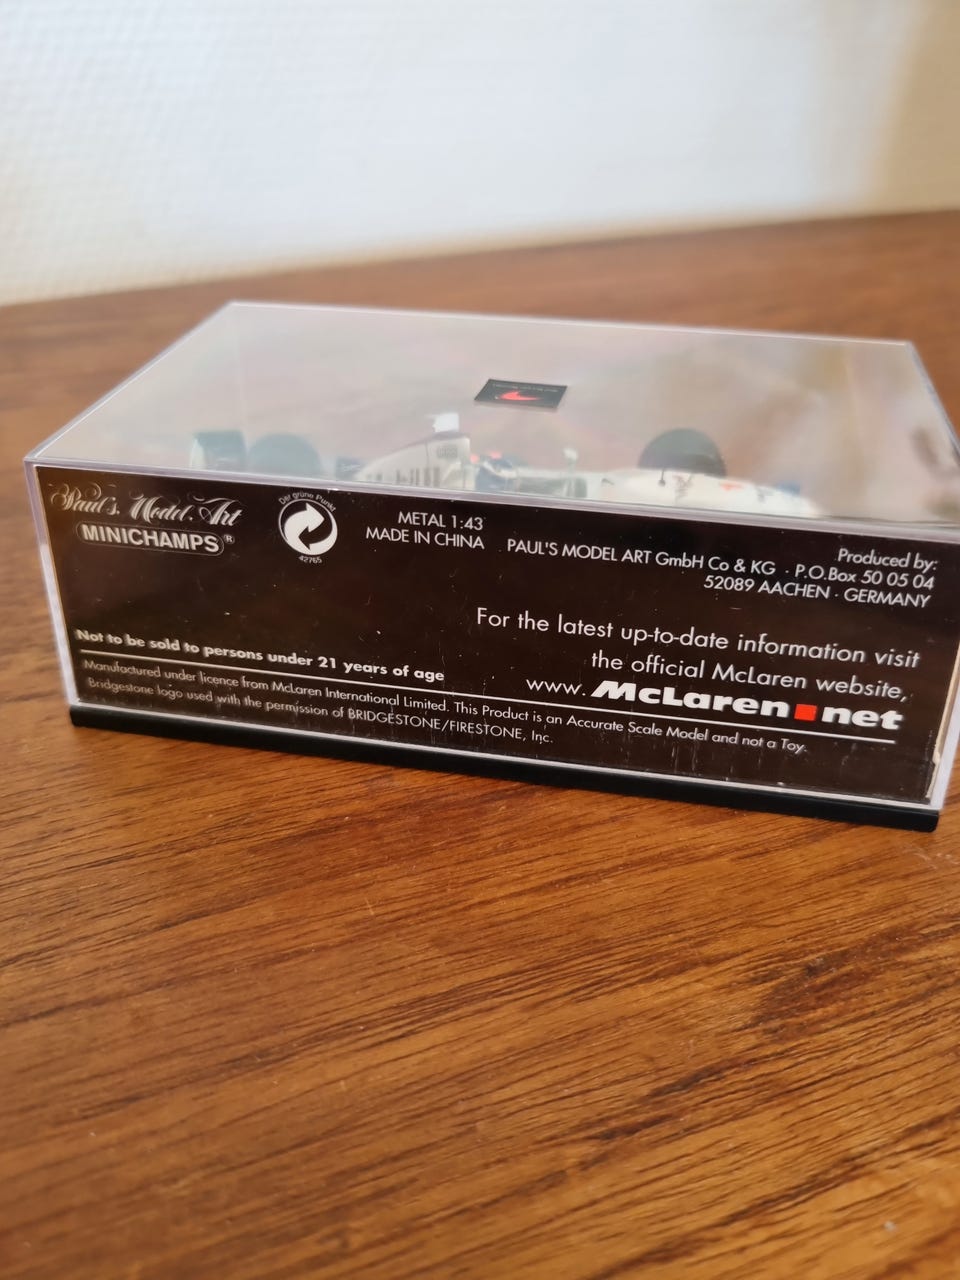 Paul's Model Art
MINICHAMPS®
Der grüne Punkt
42765
METAL 1:43
MADE IN CHINA
Produced by:
PAUL'S MODEL ART GmbH Co & KG · P.O.Box 50 05 04
52089 AACHEN · GERMANY
For the latest up-to-date information visit
the official McLaren website,
www.McLaren.net
Not to be sold to persons under 21 years of age
Manufactured under licence from McLaren International Limited. This Product is an Accurate Scale Model and not a Toy.
Bridgestone logo used with the permission of BRIDGESTONE/FIRESTONE, Inc.